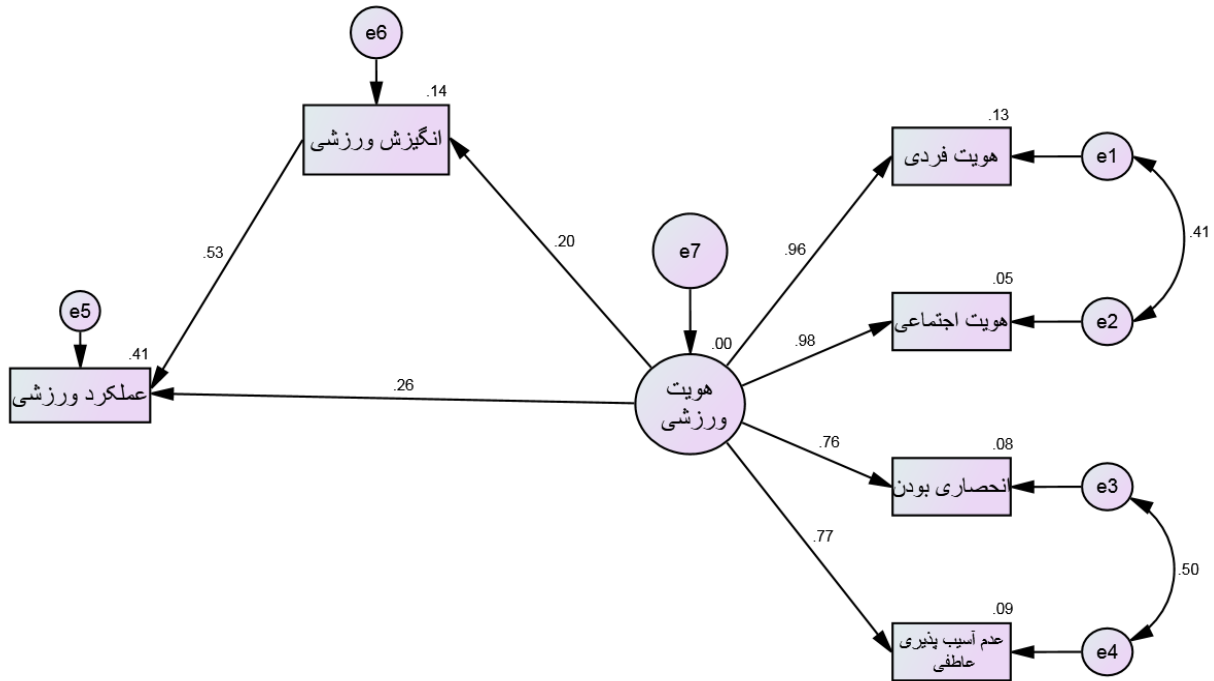 e6
.14
انگیزش ورزشی
.13
هویت فردی
e1
.41
.20
e7
.96
.53
.05
هویت اجتماعی
e2
.98
e5
.41
عملکرد ورزشی
.26
.00
هویت
ورزشی
.76
.08
انحصاری بودن
e3
.77
.50
.09
عدم آسیب پذیری
عاطفی
e4